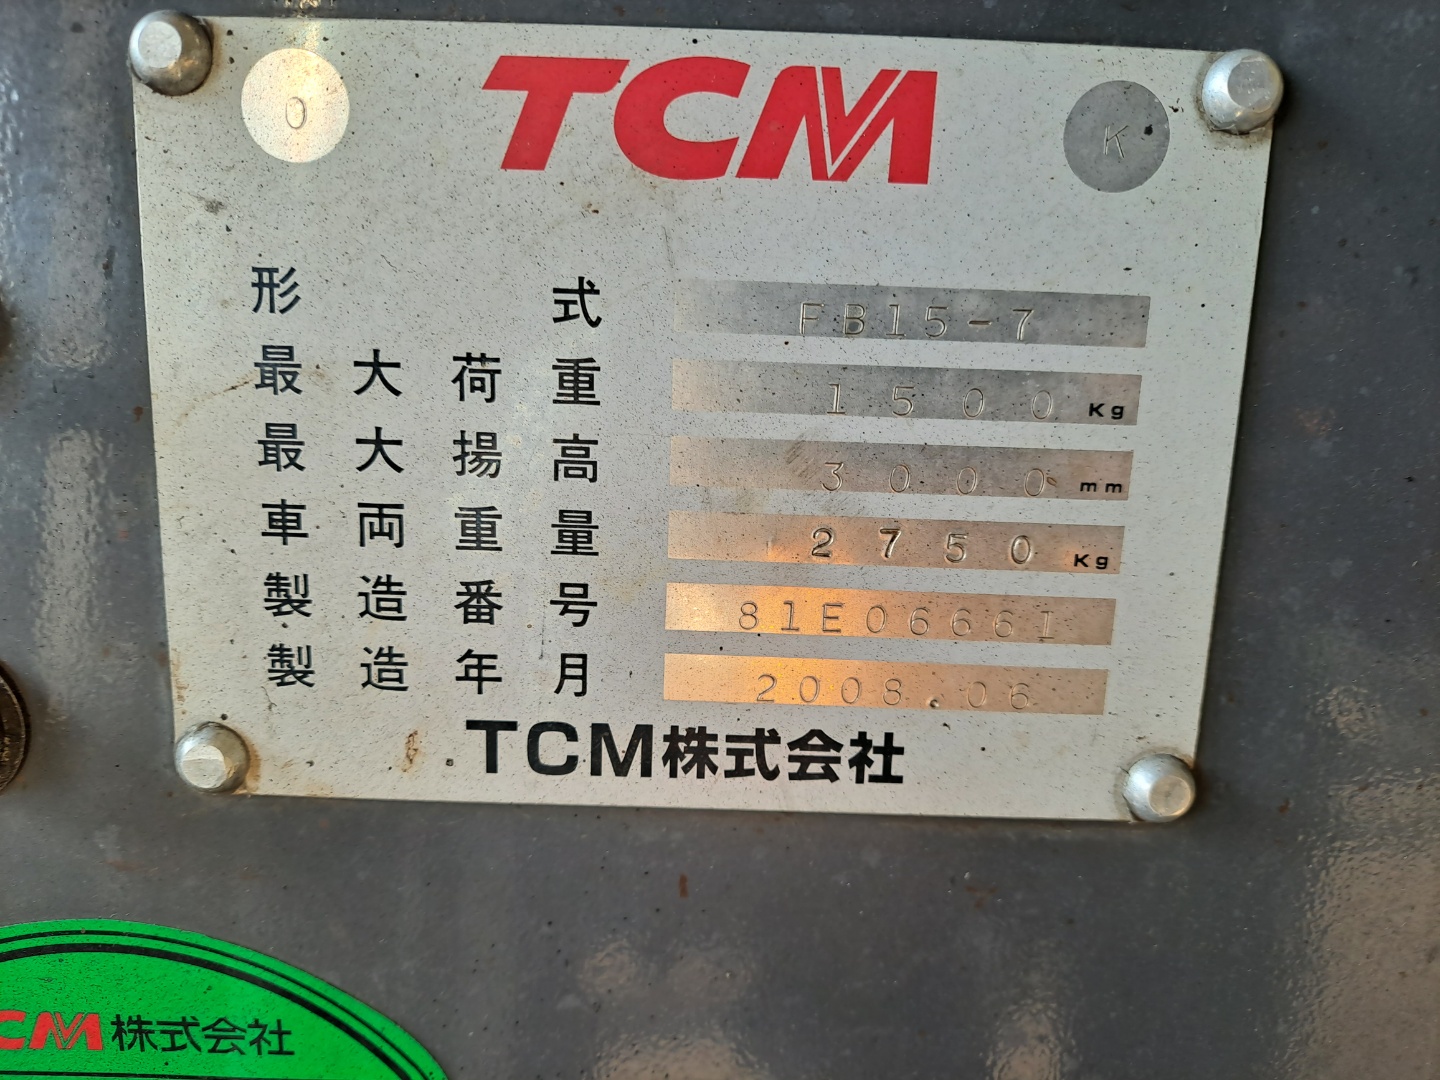 O TCM K
形式 FB15-7
最大荷重 1500 Kg
最大揚高 3000 mm
車両重量 2750 Kg
製造番号 81E06661
製造年月 2008.06
TCM株式会社
TCM株式会社